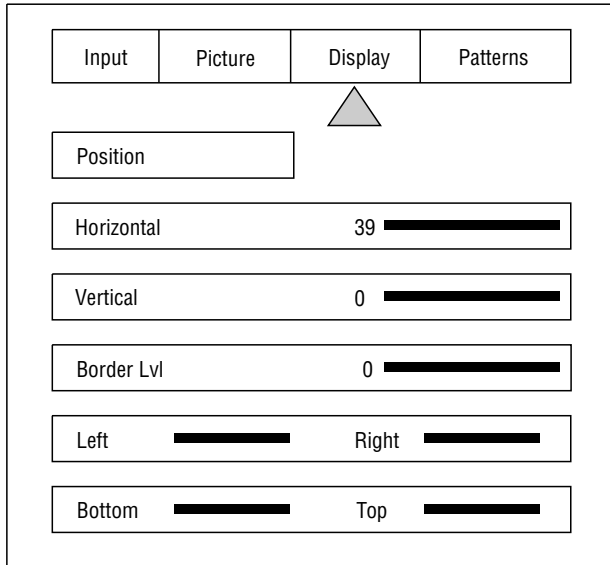 Input Picture Display Patterns
Position
Horizontal 39
Vertical 0
Border Lvl 0
Left Right
Bottom Top